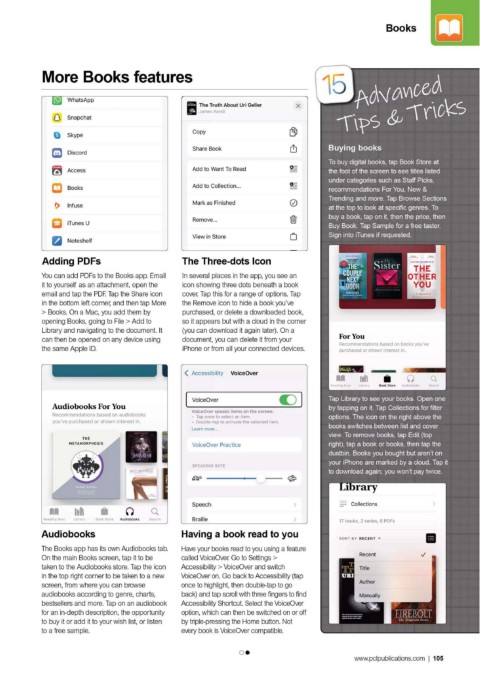 Books
More Books features
WhatsApp
Snapchat
Skype
Discord
Access
Books
Infuse
iTunes U
Noteshelf
The Truth About Uri Geller
James Randi
Copy
Share Book
Add to Want To Read
Add to Collection...
Mark as Finished
Remove...
View in Store
Adding PDFs
You can add PDFs to the Books app. Email
it to yourself as an attachment, open the
email and tap the PDF. Tap the Share icon
in the bottom left corner, and then tap More
> Books. On a Mac, you add them by
opening Books, going to File > Add to
Library and navigating to the document. It
can then be opened on any device using
the same Apple ID.
The Three-dots Icon
In several places in the app, you see an
icon showing three dots beneath a book
cover. Tap this for a range of options. Tap
the Remove icon to hide a book you've
purchased, or delete a downloaded book,
so it appears but with a cloud in the corner
(you can download it again later). On a
document, you can delete it from your
iPhone or from all your connected devices.
Audiobooks For You
Recommendations based on audiobooks
you've purchased or shown interest in.
THE
METAMORPHOSIS
Reading Now
Library
Book Store
Audiobooks
Search
Accessibility VoiceOver
VoiceOver
VoiceOver speaks items on the screen:
• Tap once to select an item.
• Double-tap to activate the selected item.
Learn more...
VoiceOver Practice
SPEAKING RATE
Speech
Braille
Audiobooks
The Books app has its own Audiobooks tab.
On the main Books screen, tap it to be
taken to the Audiobooks store. Tap the icon
in the top right corner to be taken to a new
screen, from where you can browse
audiobooks according to genre, charts,
bestsellers and more. Tap on an audiobook
for an in-depth description, the opportunity
to buy it or add it to your wish list, or listen
to a free sample.
Having a book read to you
Have your books read to you using a feature
called VoiceOver. Go to Settings >
Accessibility > VoiceOver and switch
VoiceOver on. Go back to Accessibility (tap
once to highlight, then double-tap to go
back) and tap scroll with three fingers to find
Accessibility Shortcut. Select the VoiceOver
option, which can then be switched on or off
by triple-pressing the Home button. Not
every book is VoiceOver compatible.
15 Advanced
Tips & Tricks
Buying books
To buy digital books, tap Book Store at
the foot of the screen to see titles listed
under categories such as Staff Picks,
recommendations For You, New &
Trending and more. Tap Browse Sections
at the top to look at specific genres. To
buy a book, tap on it, then the price, then
Buy Book. Tap Sample for a free taster.
Sign into iTunes if requested.
THE
COUPLE
NEXT
DOOR
Sister
THE
OTHER
YOU
For You
Recommendations based on books you've
purchased or shown interest in.
Reading Now
Library
Book Store
Audiobooks
Search
Tap Library to see your books. Open one
by tapping on it. Tap Collections for filter
options. The icon on the right above the
books switches between list and cover
view. To remove books, tap Edit (top
right), tap a book or books, then tap the
dustbin. Books you bought but aren't on
your iPhone are marked by a cloud. Tap it
to download again; you won't pay twice.
Library
Collections
17 books, 2 series, 8 PDFs
SORT BY RECENT
Recent
Title
Author
Manually
FIREBOLT
www.pclpublications.com | 105